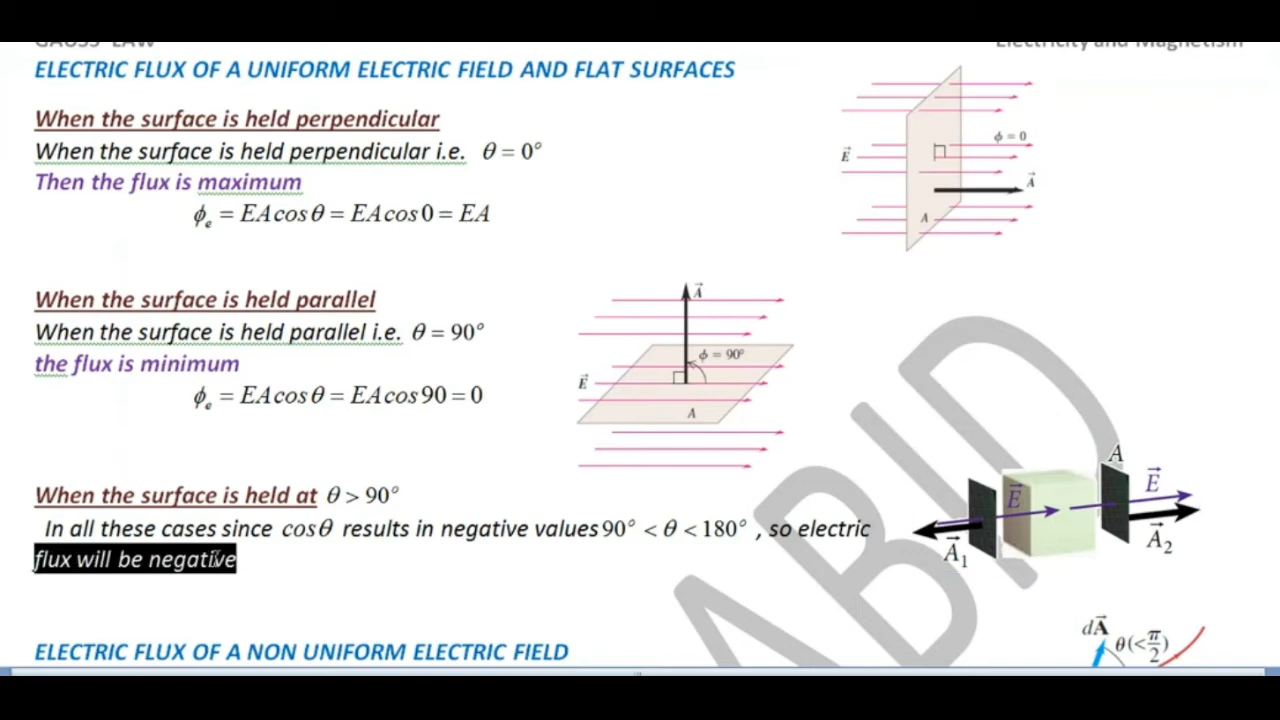 GAUSS' LAW
Electricity and Magnetism
ELECTRIC FLUX OF A UNIFORM ELECTRIC FIELD AND FLAT SURFACES
When the surface is held perpendicular
When the surface is held perpendicular i.e. θ = 0°
Then the flux is maximum
ϕₑ = EA cos θ = EA cos 0 = EA
ϕ = 0
E⃗
A⃗
A
When the surface is held parallel
When the surface is held parallel i.e. θ = 90°
the flux is minimum
ϕₑ = EA cos θ = EA cos 90 = 0
A⃗
ϕ = 90°
E⃗
A
When the surface is held at θ > 90°
In all these cases since cos θ results in negative values 90° < θ < 180° , so electric
flux will be negative
A
E⃗
E⃗
A⃗₁
A⃗₂
ABID
ELECTRIC FLUX OF A NON UNIFORM ELECTRIC FIELD
dA⃗
θ(<π/2)